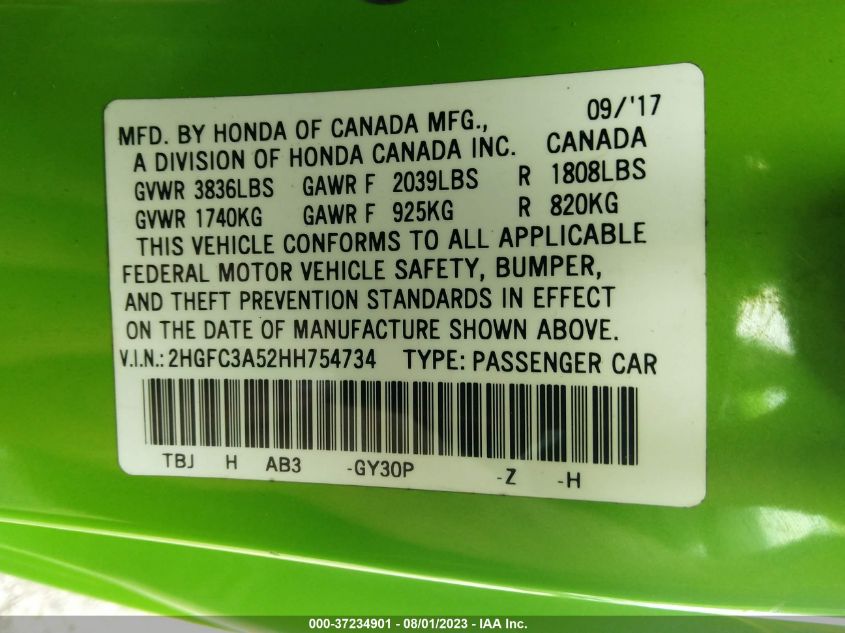 09/'17
MFD. BY HONDA OF CANADA MFG.,
A DIVISION OF HONDA CANADA INC. CANADA
GVWR 3836LBS GAWR F 2039LBS R 1808LBS
GVWR 1740KG GAWR F 925KG R 820KG
THIS VEHICLE CONFORMS TO ALL APPLICABLE
FEDERAL MOTOR VEHICLE SAFETY, BUMPER,
AND THEFT PREVENTION STANDARDS IN EFFECT
ON THE DATE OF MANUFACTURE SHOWN ABOVE.
V.I.N.: 2HGFC3A52HH754734 TYPE: PASSENGER CAR
TBJ H AB3 -GY30P -Z -H
000-37234901 - 08/01/2023 - IAA Inc.